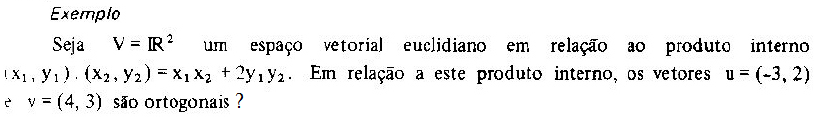 Exemplo
Seja V = ℝ² um espaço vetorial euclidiano em relação ao produto interno
(x₁, y₁) . (x₂, y₂) = x₁x₂ + 2y₁y₂. Em relação a este produto interno, os vetores u = (-3, 2)
e v = (4, 3) são ortogonais ?